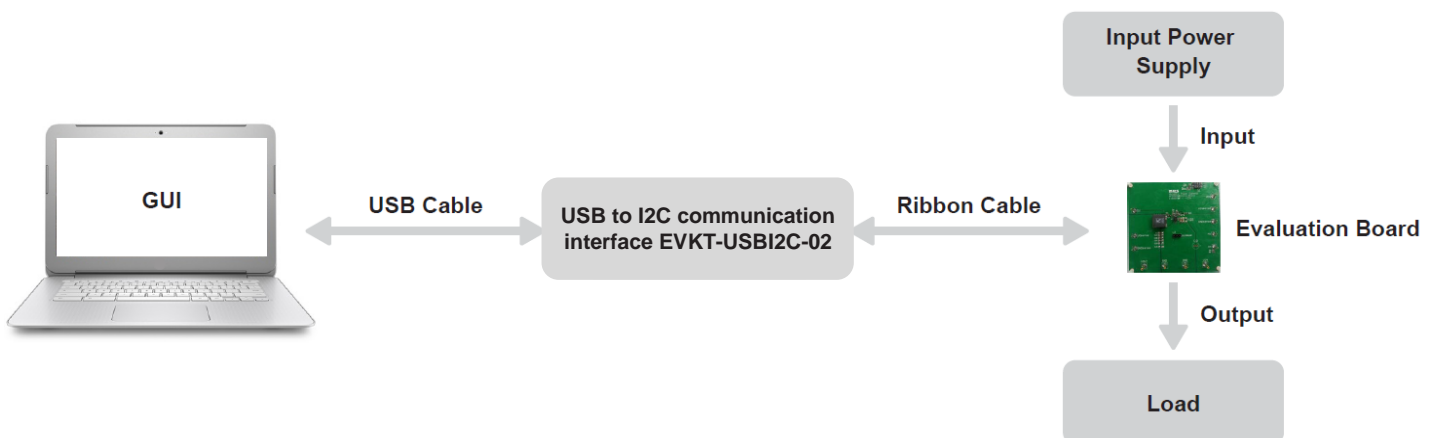 Input Power
Supply
Input
GUI
USB Cable
USB to I2C communication
interface EVKT-USBI2C-02
Ribbon Cable
Evaluation Board
Output
Load